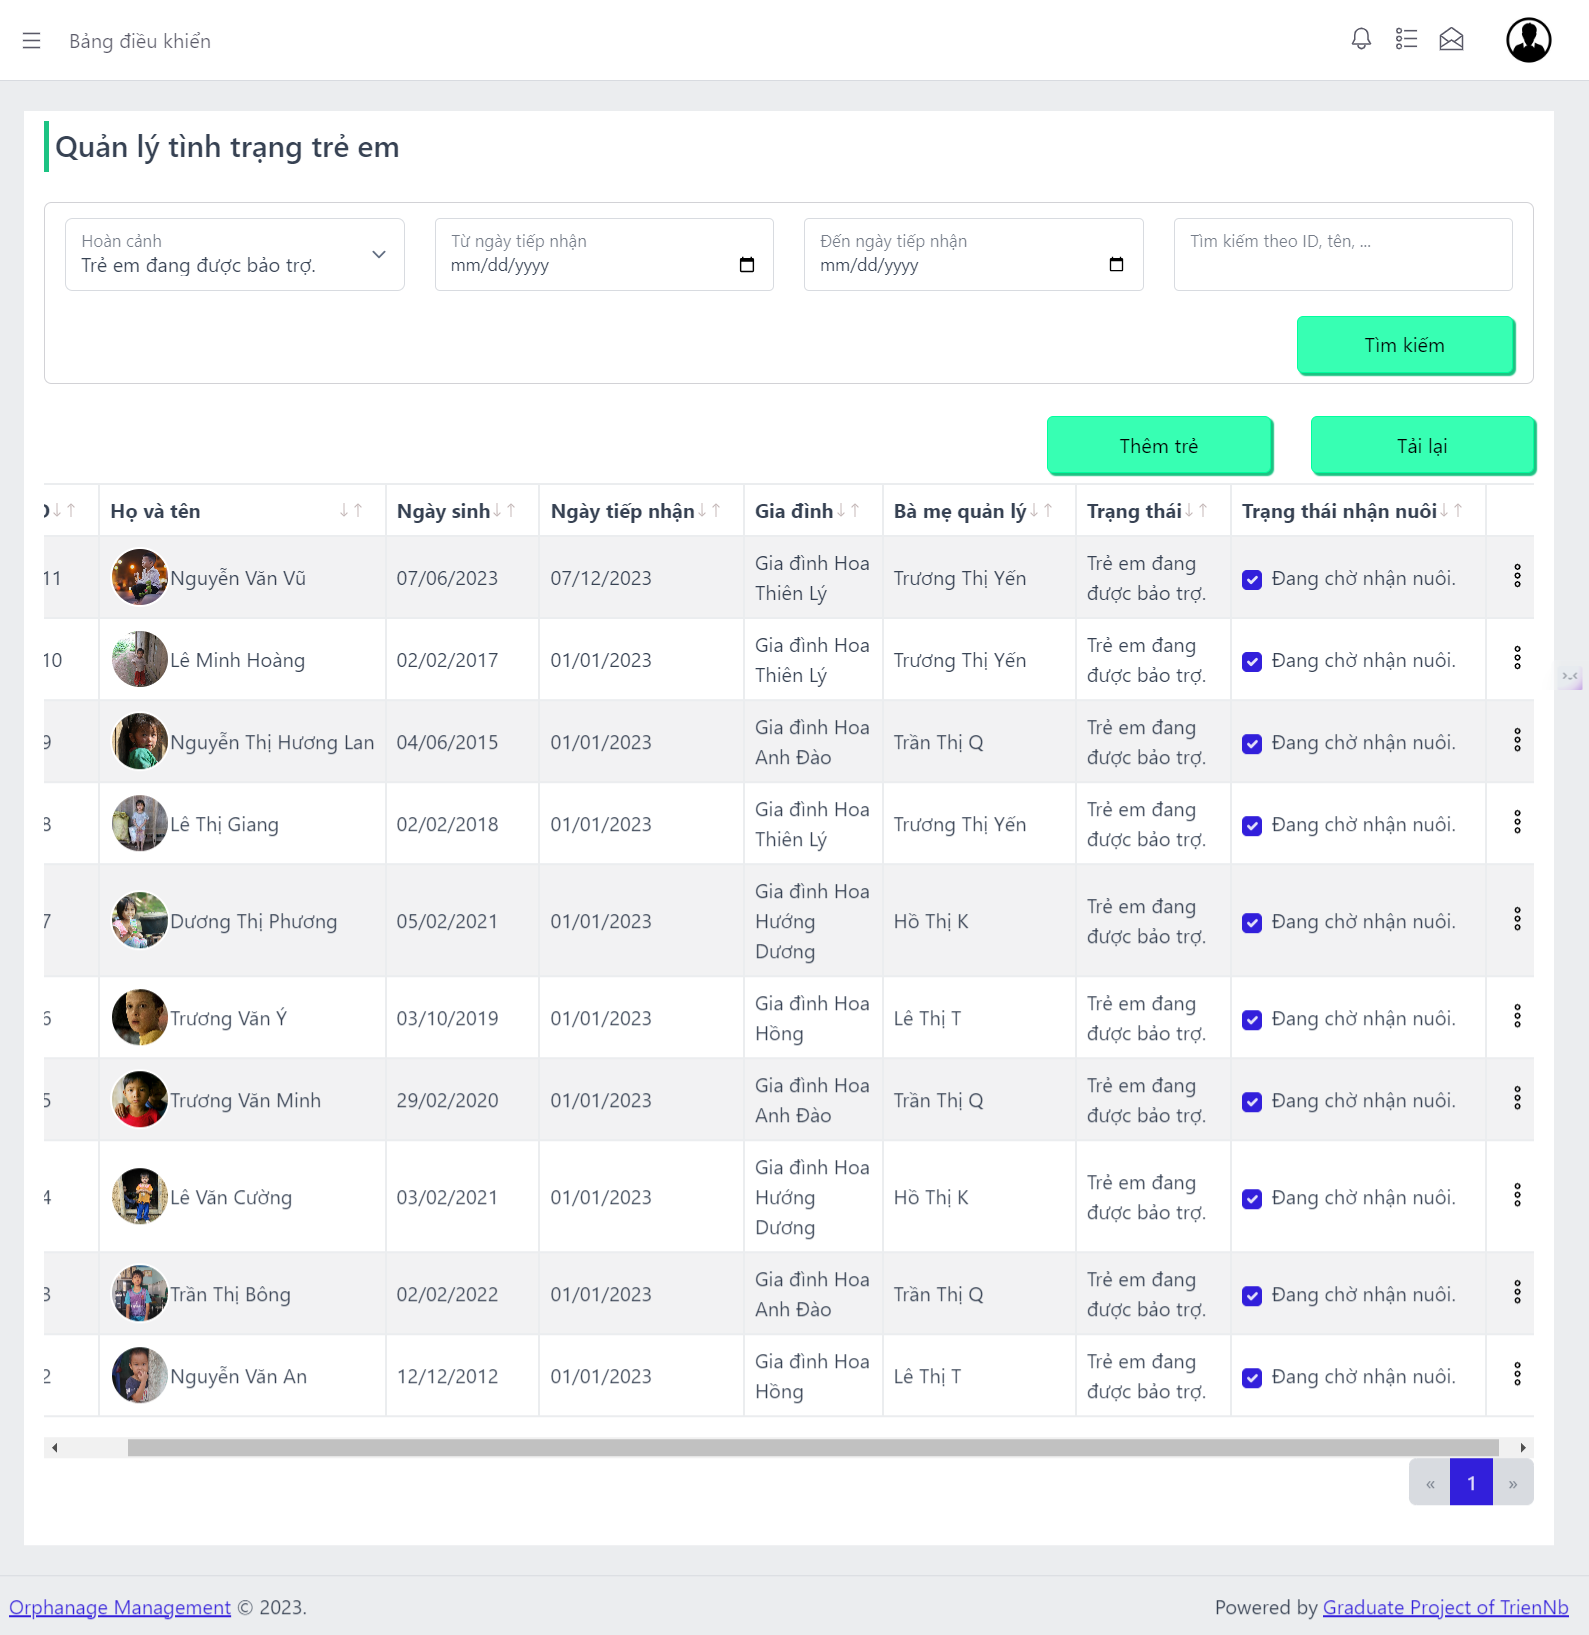 Bảng điều khiển
Quản lý tình trạng trẻ em
Hoàn cảnh
Trẻ em đang được bảo trợ.
Từ ngày tiếp nhận
mm/dd/yyyy
Đến ngày tiếp nhận
mm/dd/yyyy
Tìm kiếm theo ID, tên, ...
Tìm kiếm
Thêm trẻ Tải lại
Họ và tên Ngày sinh Ngày tiếp nhận Gia đình Bà mẹ quản lý Trạng thái Trạng thái nhận nuôi
11 Nguyễn Văn Vũ 07/06/2023 07/12/2023 Gia đình Hoa Thiên Lý Trương Thị Yến Trẻ em đang được bảo trợ. Đang chờ nhận nuôi.
10 Lê Minh Hoàng 02/02/2017 01/01/2023 Gia đình Hoa Thiên Lý Trương Thị Yến Trẻ em đang được bảo trợ. Đang chờ nhận nuôi.
9 Nguyễn Thị Hương Lan 04/06/2015 01/01/2023 Gia đình Hoa Anh Đào Trần Thị Q Trẻ em đang được bảo trợ. Đang chờ nhận nuôi.
8 Lê Thị Giang 02/02/2018 01/01/2023 Gia đình Hoa Thiên Lý Trương Thị Yến Trẻ em đang được bảo trợ. Đang chờ nhận nuôi.
7 Dương Thị Phương 05/02/2021 01/01/2023 Gia đình Hoa Hướng Dương Hồ Thị K Trẻ em đang được bảo trợ. Đang chờ nhận nuôi.
6 Trương Văn Ý 03/10/2019 01/01/2023 Gia đình Hoa Hồng Lê Thị T Trẻ em đang được bảo trợ. Đang chờ nhận nuôi.
5 Trương Văn Minh 29/02/2020 01/01/2023 Gia đình Hoa Anh Đào Trần Thị Q Trẻ em đang được bảo trợ. Đang chờ nhận nuôi.
4 Lê Văn Cường 03/02/2021 01/01/2023 Gia đình Hoa Hướng Dương Hồ Thị K Trẻ em đang được bảo trợ. Đang chờ nhận nuôi.
3 Trần Thị Bông 02/02/2022 01/01/2023 Gia đình Hoa Anh Đào Trần Thị Q Trẻ em đang được bảo trợ. Đang chờ nhận nuôi.
2 Nguyễn Văn An 12/12/2012 01/01/2023 Gia đình Hoa Hồng Lê Thị T Trẻ em đang được bảo trợ. Đang chờ nhận nuôi.
« 1 »
Orphanage Management © 2023.
Powered by Graduate Project of TrienNb